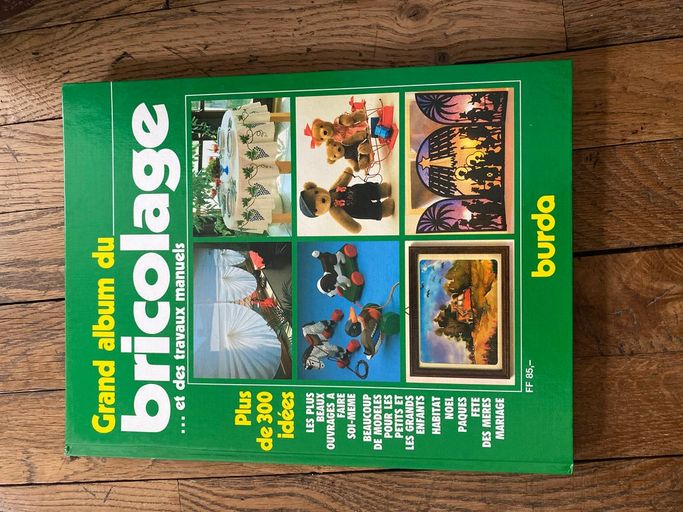 Grand album du
bricolage
...et des travaux manuels
Plus
de 300
idées
LES PLUS
BEAUX
OUVRAGES A
FAIRE
SOI-MEME
BEAUCOUP
DE MODELES
POUR LES
PETITS ET
LES GRANDS
ENFANTS
HABITAT
NOËL
PAQUES
FETE
DES MERES
MARIAGE
burda
FF 85,–